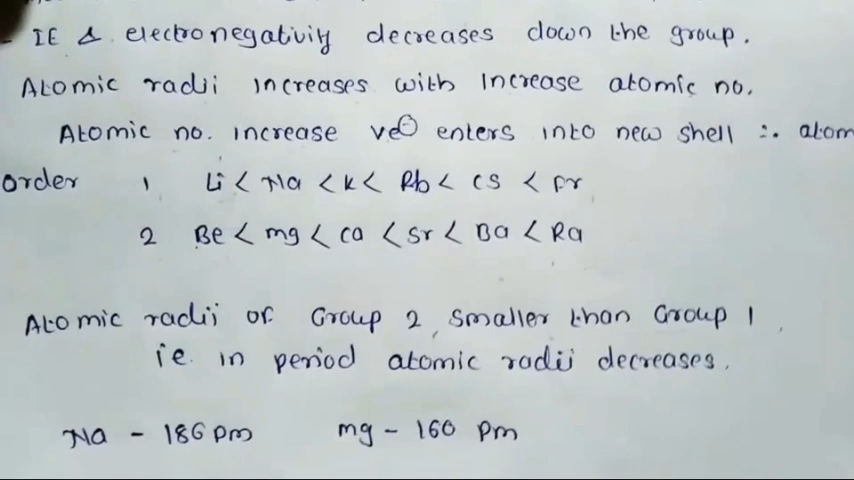 - IE & electronegativity decreases down the group.
Atomic radii increases with increase atomic no.
Atomic no. increase ve⊖ enters into new shell ∴ atom
order 1 Li < Na < K < Rb < Cs < Fr
2 Be < mg < ca < Sr < Ba < Ra
Atomic radii of Group 2, smaller than Group 1,
ie. in period atomic radii decreases.
Na - 186 pm mg - 160 pm